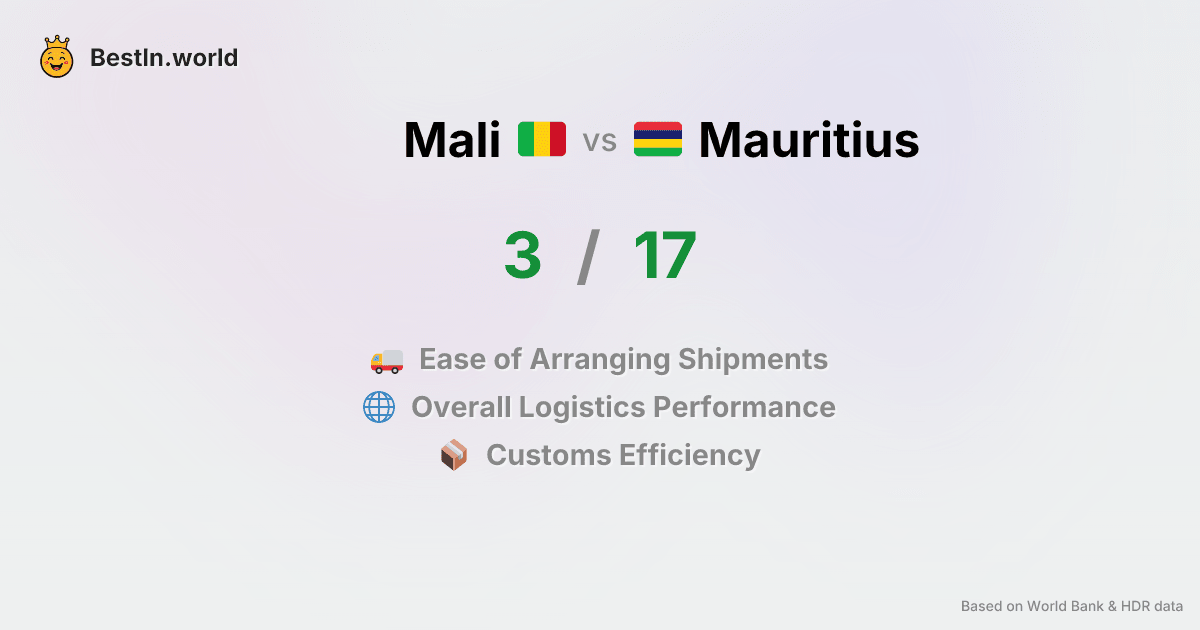 BestIn.world
Mali vs Mauritius
3 / 17
Ease of Arranging Shipments
Overall Logistics Performance
Customs Efficiency
Based on World Bank & HDR data